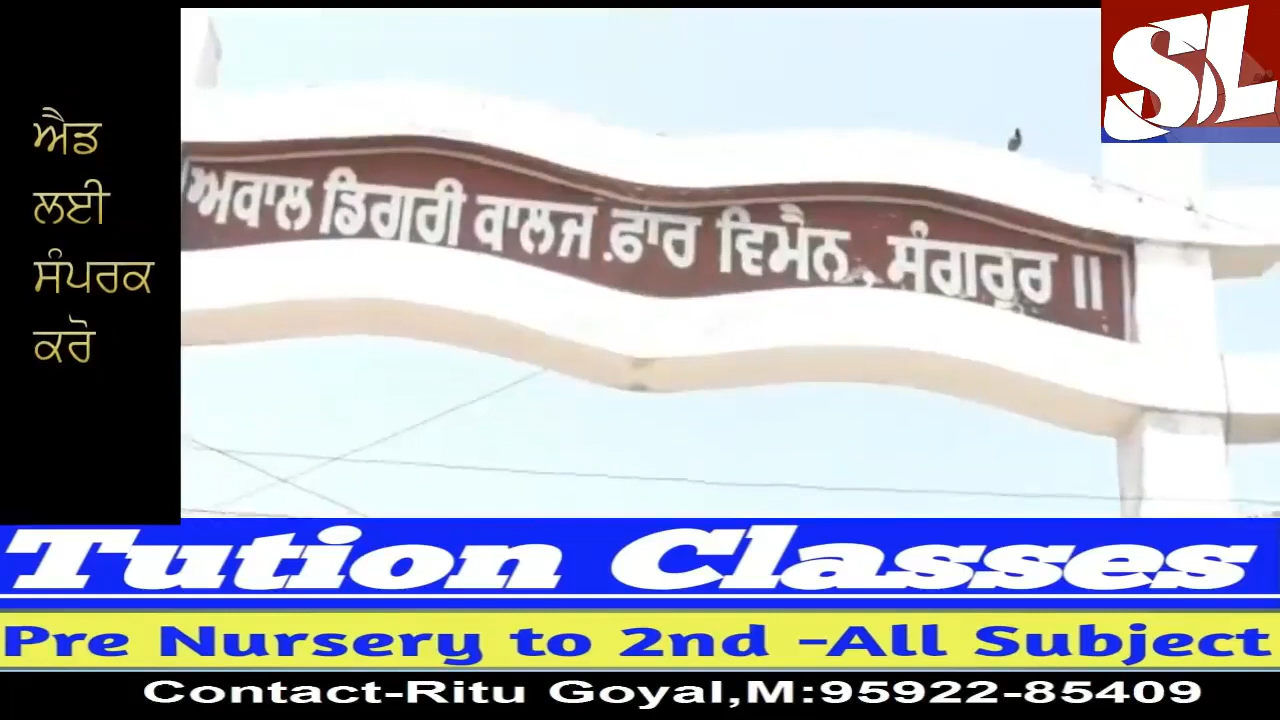 SL
ਐਡ
ਲਈ
ਸੰਪਰਕ
ਕਰੋ
ਅਕਾਲ ਡਿਗਰੀ ਕਾਲਜ ਫ਼ਾਰ ਵਿਮੈਨ, ਸੰਗਰੂਰ ॥
Tution Classes
Pre Nursery to 2nd -All Subject
Contact-Ritu Goyal,M:95922-85409